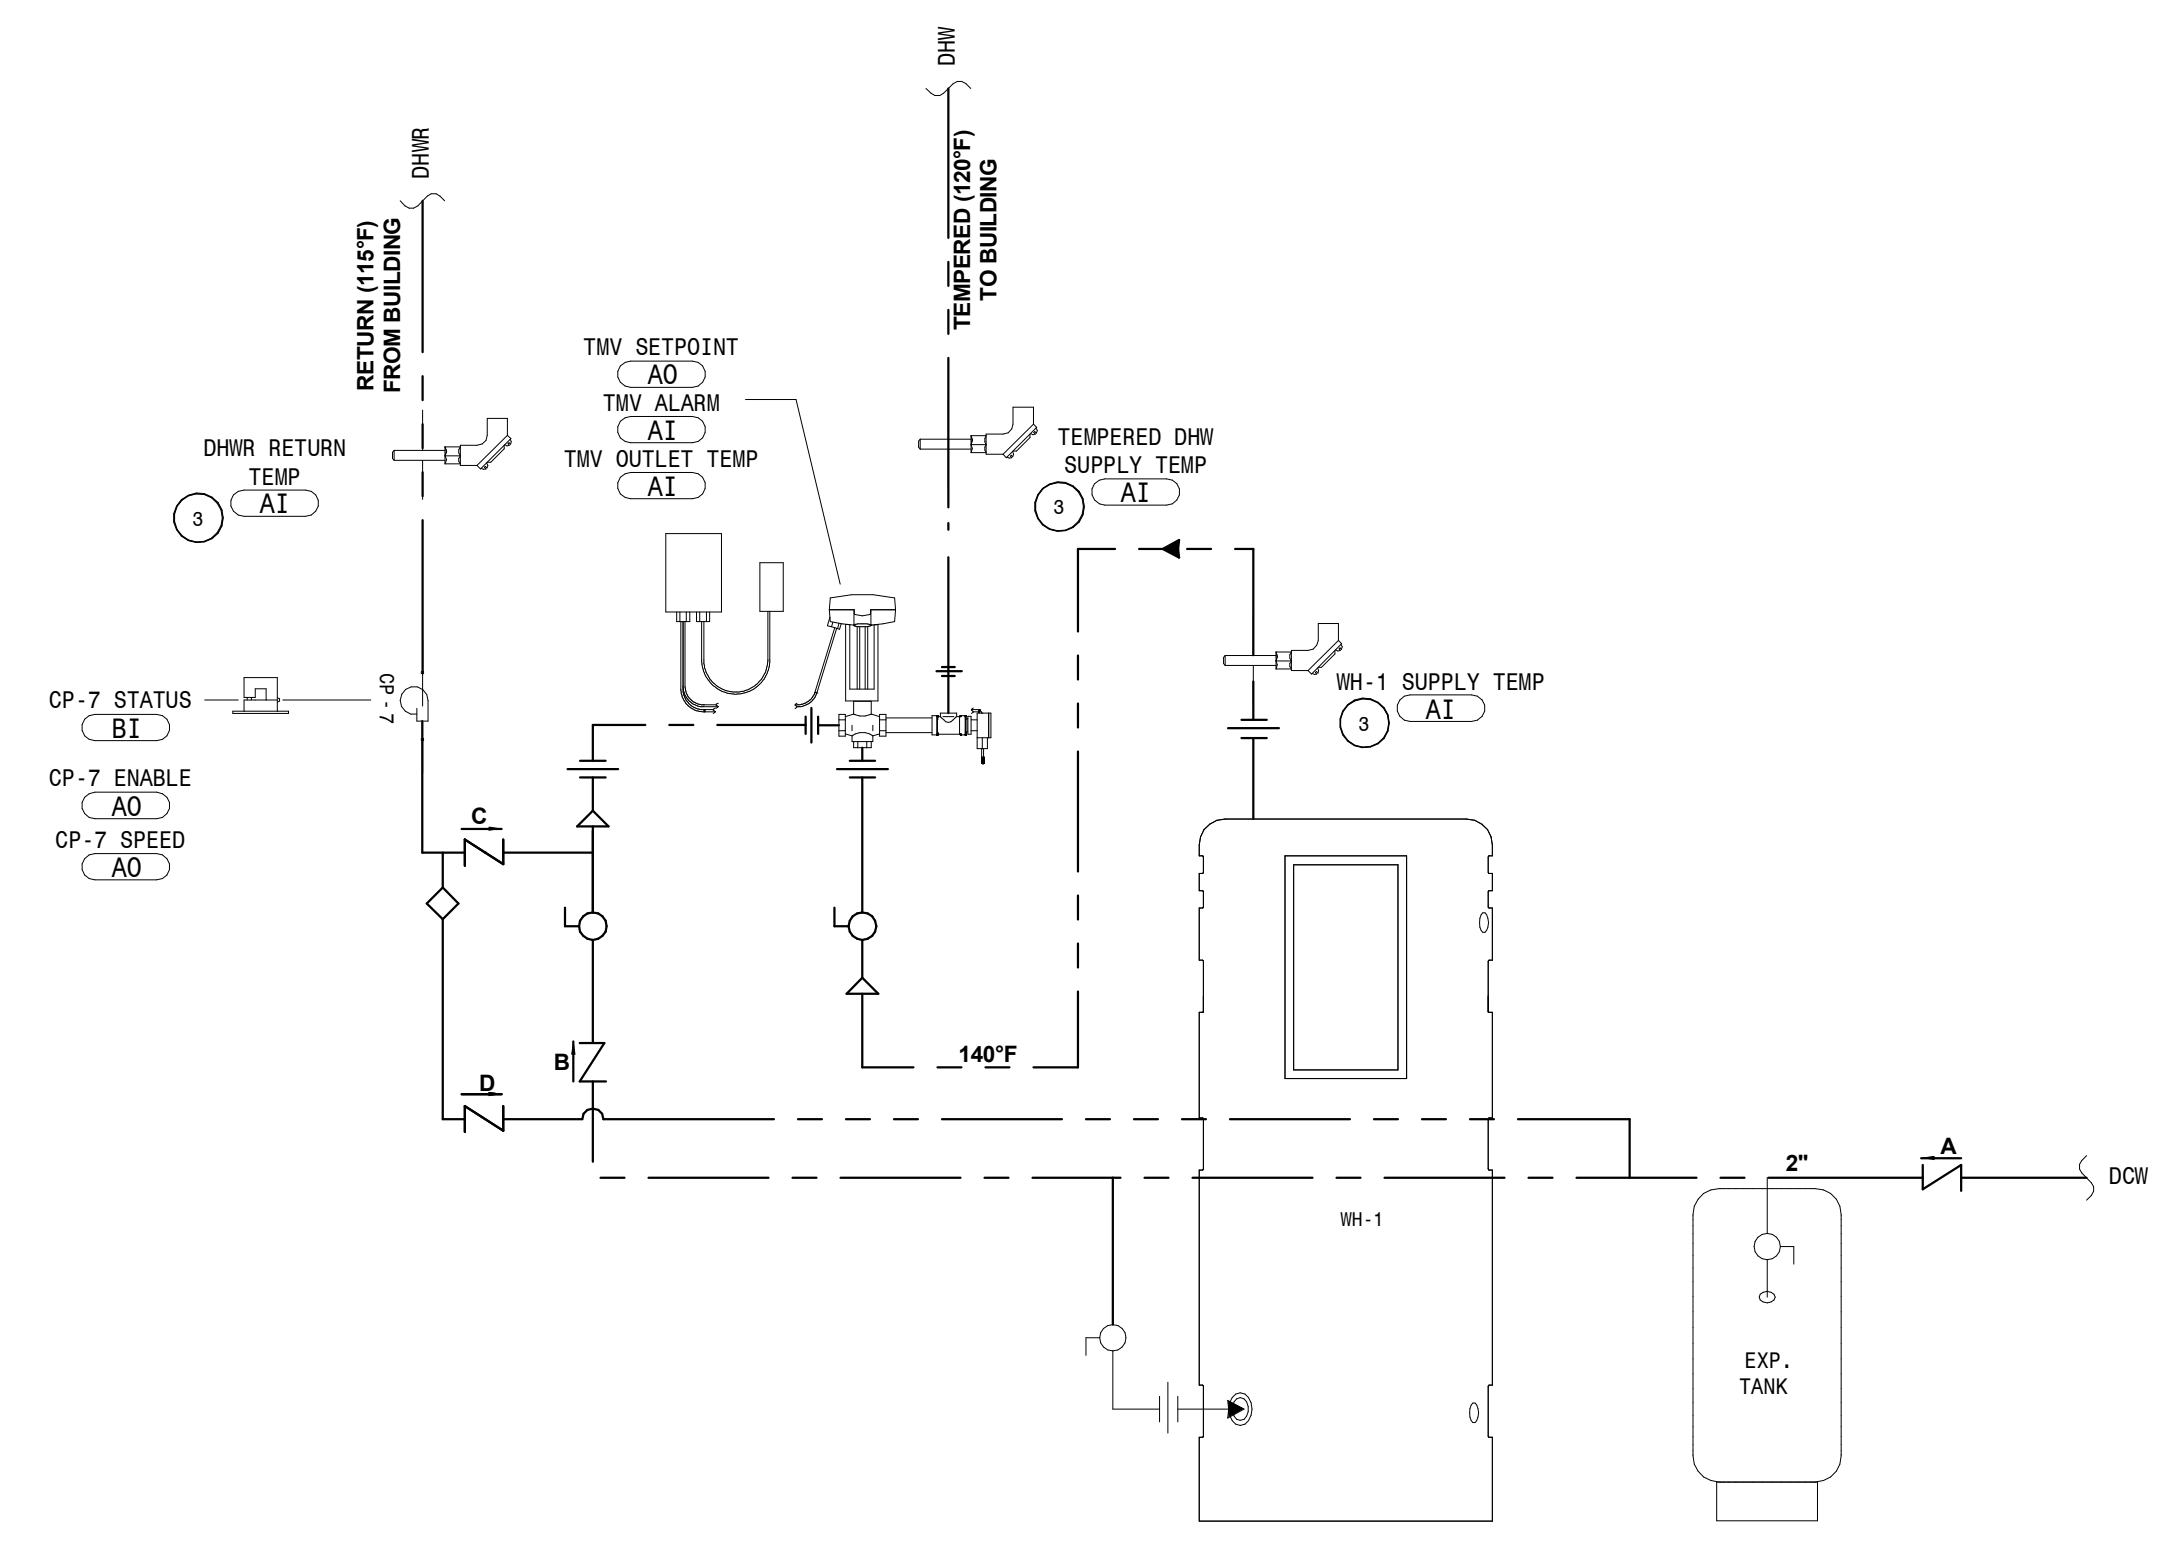 DHW
DHWR
TEMPERED (120°F)
TO BUILDING
RETURN (115°F)
FROM BUILDING
TMV SETPOINT
AO
TMV ALARM
AI
TMV OUTLET TEMP
AI
DHWR RETURN
TEMP
AI
3
TEMPERED DHW
SUPPLY TEMP
AI
3
CP-7
CP-7 STATUS
BI
CP-7 ENABLE
AO
CP-7 SPEED
AO
WH-1 SUPPLY TEMP
AI
3
C
B
D
140°F
A
2"
DCW
WH-1
EXP.
TANK